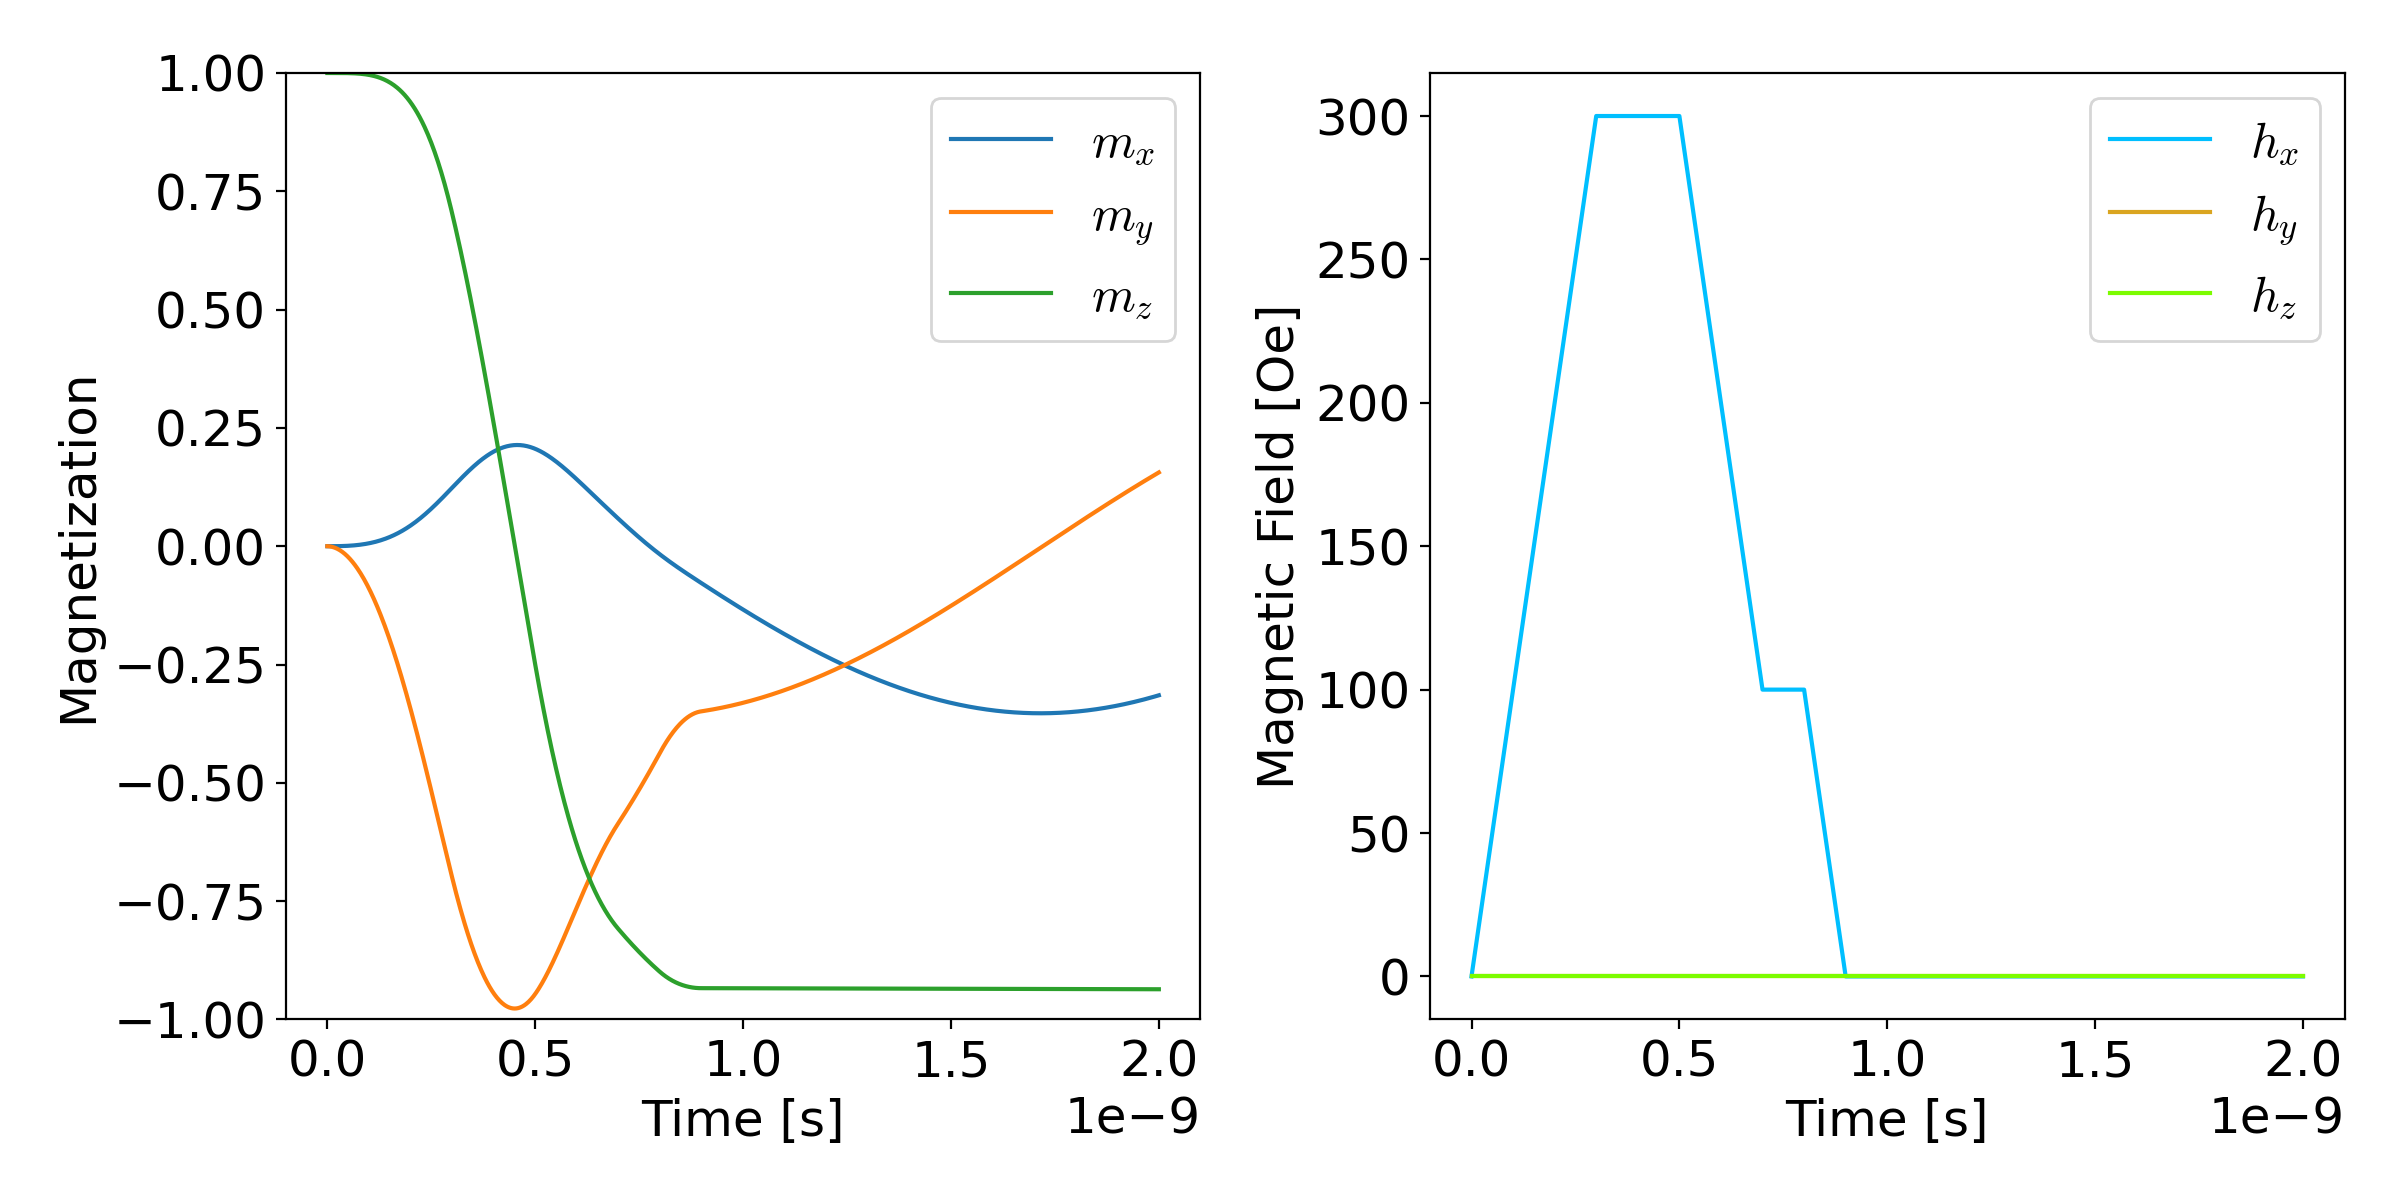 1.00
0.75
0.50
0.25
0.00
−0.25
−0.50
−0.75
−1.00
Magnetization
0.0 0.5 1.0 1.5 2.0
Time [s]
1e−9
m_x
m_y
m_z
300
250
200
150
100
50
0
Magnetic Field [Oe]
0.0 0.5 1.0 1.5 2.0
Time [s]
1e−9
h_x
h_y
h_z